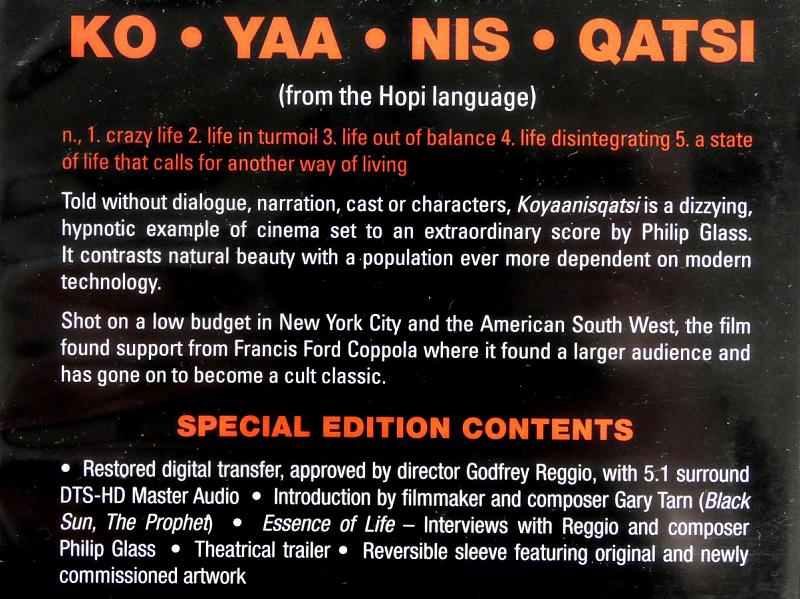 KO • YAA • NIS • QATSI
(from the Hopi language)
n., 1. crazy life 2. life in turmoil 3. life out of balance 4. life disintegrating 5. a state
of life that calls for another way of living
Told without dialogue, narration, cast or characters, Koyaanisqatsi is a dizzying,
hypnotic example of cinema set to an extraordinary score by Philip Glass.
It contrasts natural beauty with a population ever more dependent on modern
technology.
Shot on a low budget in New York City and the American South West, the film
found support from Francis Ford Coppola where it found a larger audience and
has gone on to become a cult classic.
SPECIAL EDITION CONTENTS
• Restored digital transfer, approved by director Godfrey Reggio, with 5.1 surround
DTS-HD Master Audio • Introduction by filmmaker and composer Gary Tarn (Black
Sun, The Prophet) • Essence of Life – Interviews with Reggio and composer
Philip Glass • Theatrical trailer • Reversible sleeve featuring original and newly
commissioned artwork